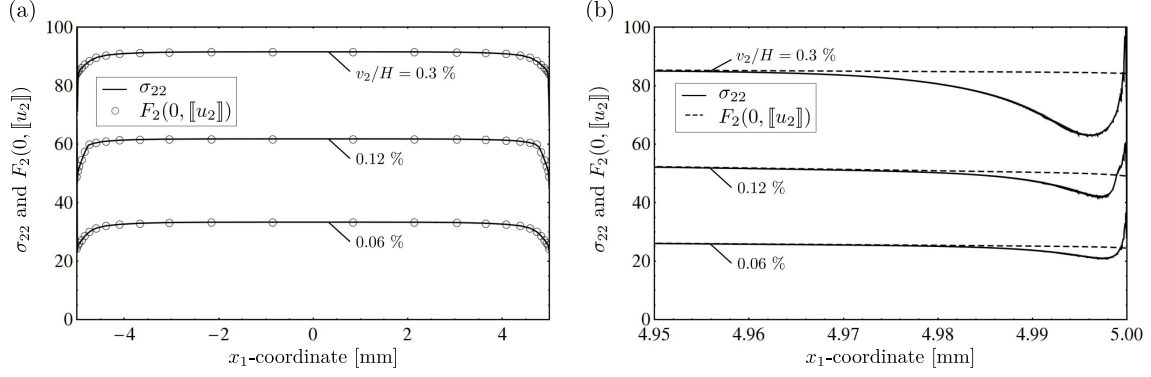 (a)
100
80
60
40
20
0
σ₂₂ and F₂(0, ⟦u₂⟧)
v₂/H = 0.3 %
σ₂₂
F₂(0, ⟦u₂⟧)
0.12 %
0.06 %
−4 −2 0 2 4
x₁-coordinate [mm]
(b)
100
80
60
40
20
0
σ₂₂ and F₂(0, ⟦u₂⟧)
v₂/H = 0.3 %
σ₂₂
F₂(0, ⟦u₂⟧)
0.12 %
0.06 %
4.95 4.96 4.97 4.98 4.99 5.00
x₁-coordinate [mm]